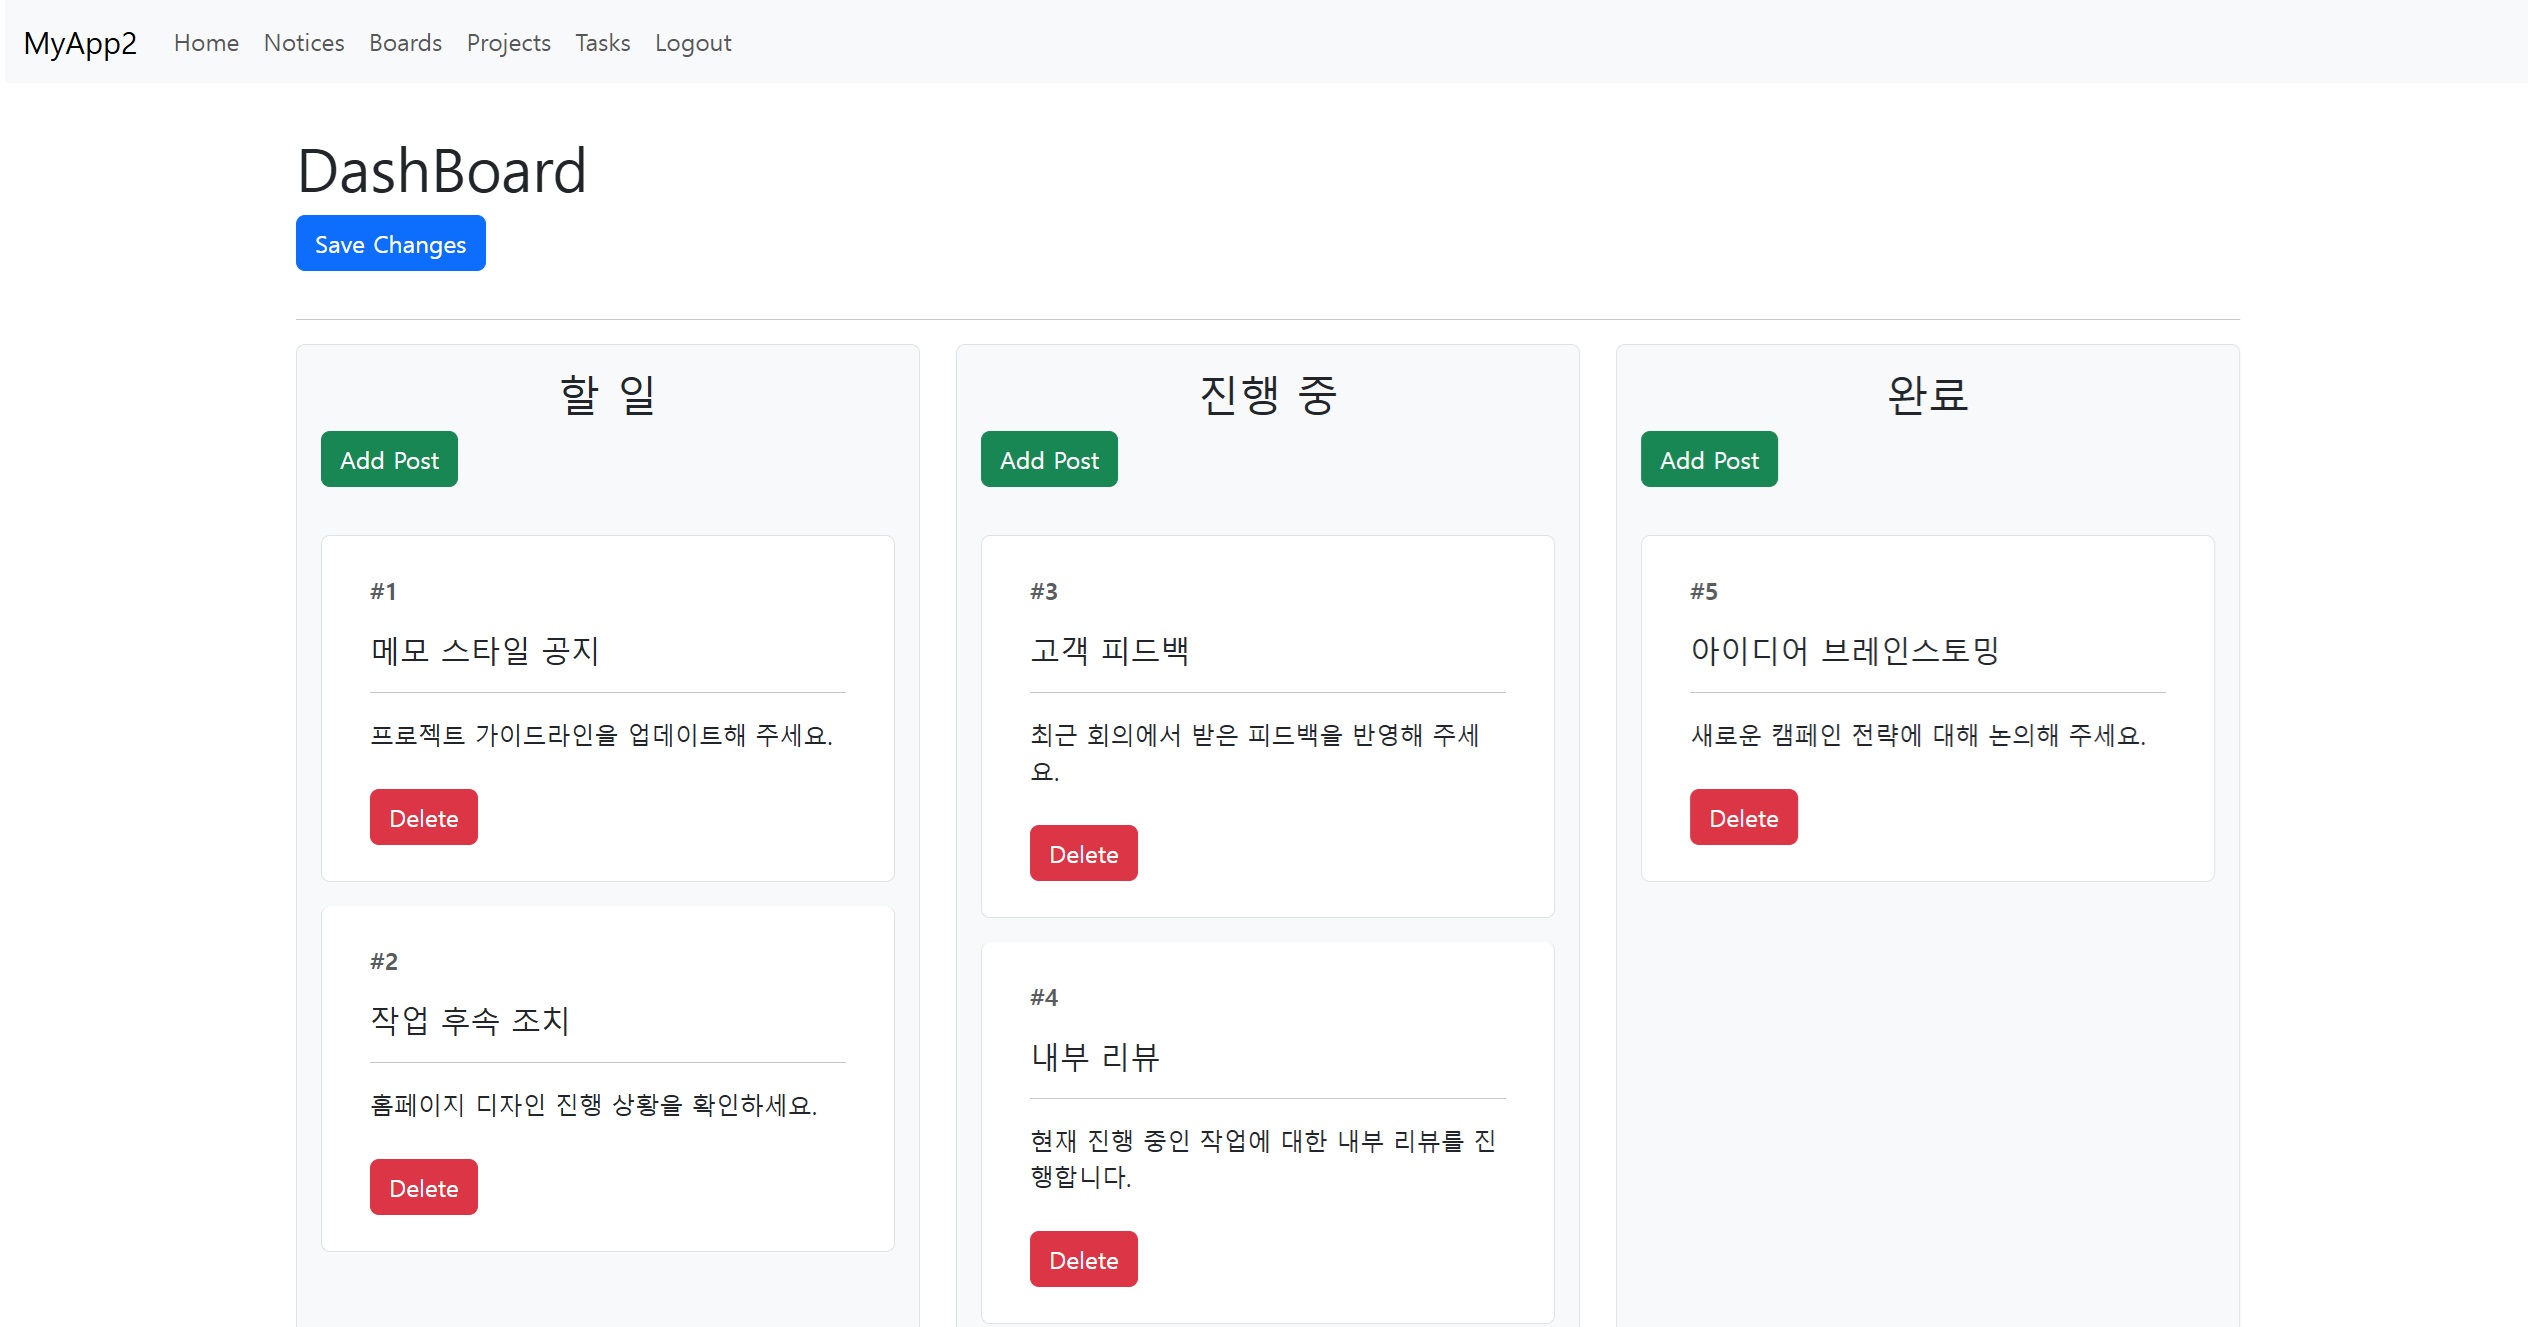 MyApp2 Home Notices Boards Projects Tasks Logout
DashBoard
Save Changes
할 일
Add Post
#1
메모 스타일 공지
프로젝트 가이드라인을 업데이트해 주세요.
Delete
#2
작업 후속 조치
홈페이지 디자인 진행 상황을 확인하세요.
Delete
진행 중
Add Post
#3
고객 피드백
최근 회의에서 받은 피드백을 반영해 주세
요.
Delete
#4
내부 리뷰
현재 진행 중인 작업에 대한 내부 리뷰를 진
행합니다.
Delete
완료
Add Post
#5
아이디어 브레인스토밍
새로운 캠페인 전략에 대해 논의해 주세요.
Delete